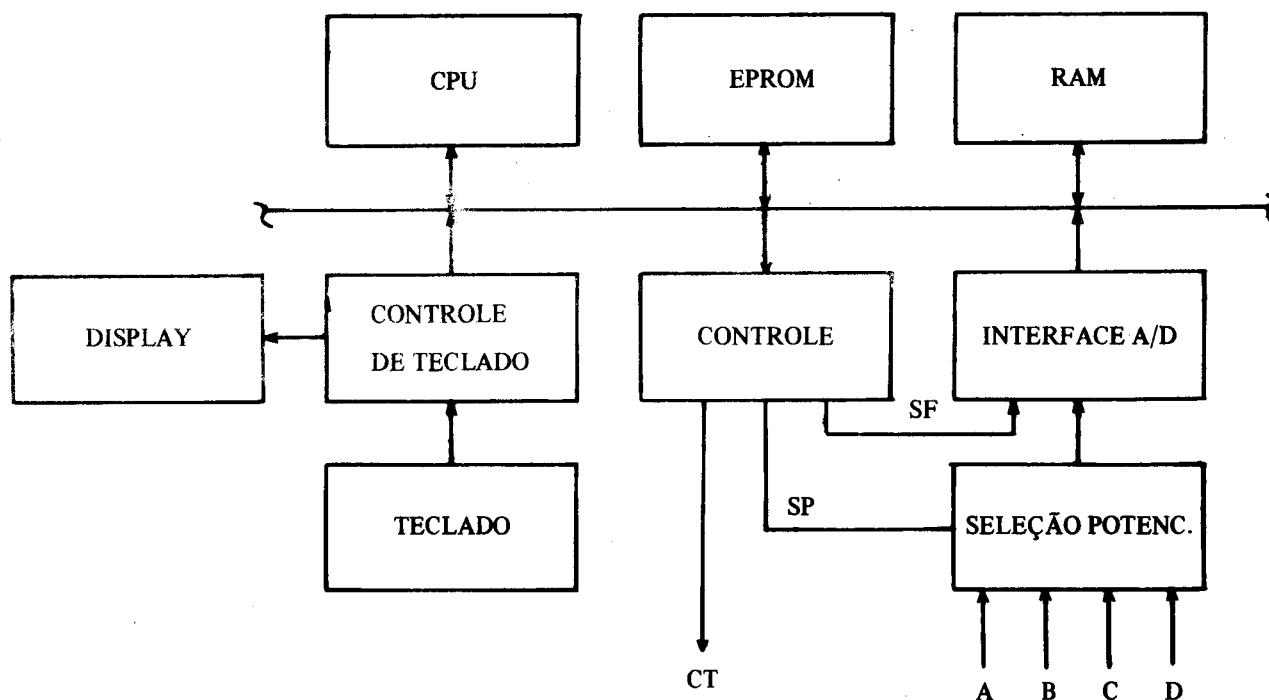 CPU
EPROM
RAM
DISPLAY
CONTROLE
DE TECLADO
CONTROLE
INTERFACE A/D
SF
TECLADO
SP
SELEÇÃO POTENC.
CT
A B C D